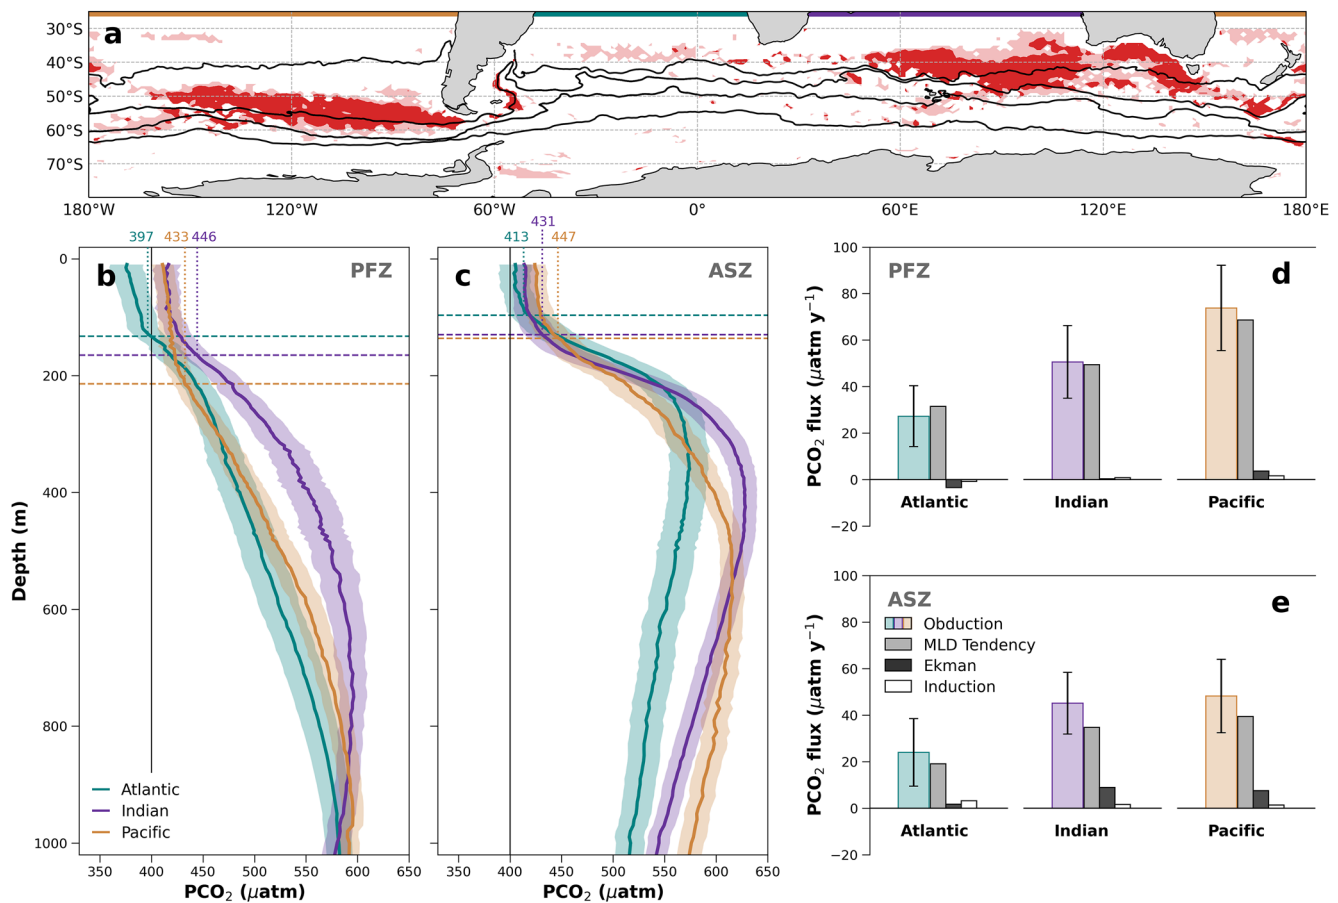 a
30°S
40°S
50°S
60°S
70°S
180°W
120°W
60°W
0°
60°E
120°E
180°E
397
433
446
b
PFZ
0
200
400
600
800
1000
Depth (m)
Atlantic
Indian
Pacific
350
400
450
500
550
600
650
PCO₂ (μatm)
413
431
447
c
ASZ
350
400
450
500
550
600
650
PCO₂ (μatm)
PFZ
d
100
80
60
40
20
0
−20
PCO₂ flux (μatm y⁻¹)
Atlantic
Indian
Pacific
ASZ
e
Obduction
MLD Tendency
Ekman
Induction
100
80
60
40
20
0
−20
PCO₂ flux (μatm y⁻¹)
Atlantic
Indian
Pacific